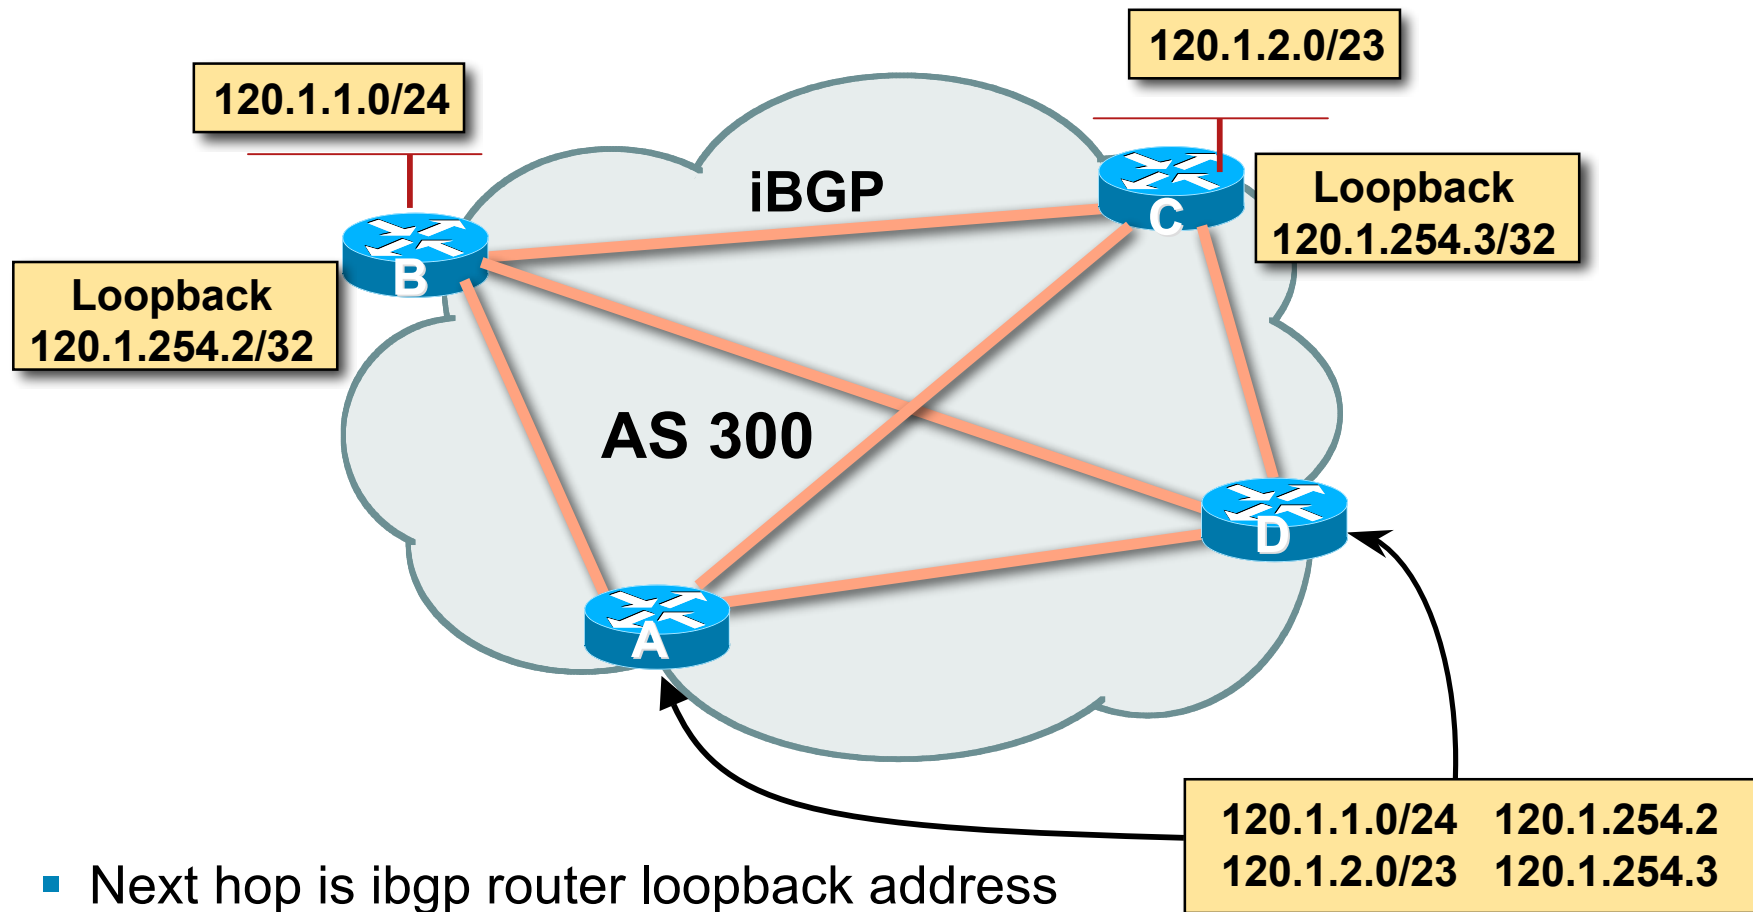 120.1.2.0/23
120.1.1.0/24
iBGP
C
Loopback
120.1.254.3/32
B
Loopback
120.1.254.2/32
AS 300
D
A
120.1.1.0/24 120.1.254.2
120.1.2.0/23 120.1.254.3
▪ Next hop is ibgp router loopback address